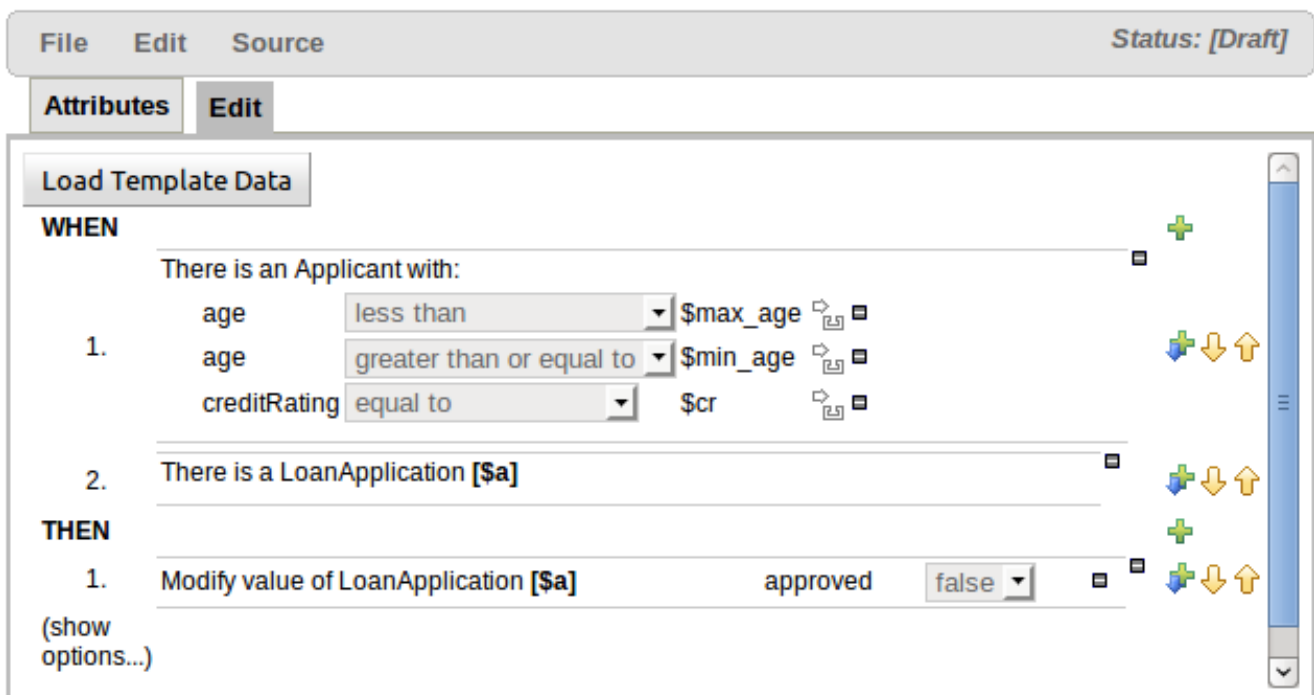 File Edit Source Status: [Draft]
Attributes Edit
Load Template Data
WHEN
There is an Applicant with:
age less than $max_age
1. age greater than or equal to $min_age
creditRating equal to $cr
2. There is a LoanApplication [$a]
THEN
1. Modify value of LoanApplication [$a] approved false
(show
options...)